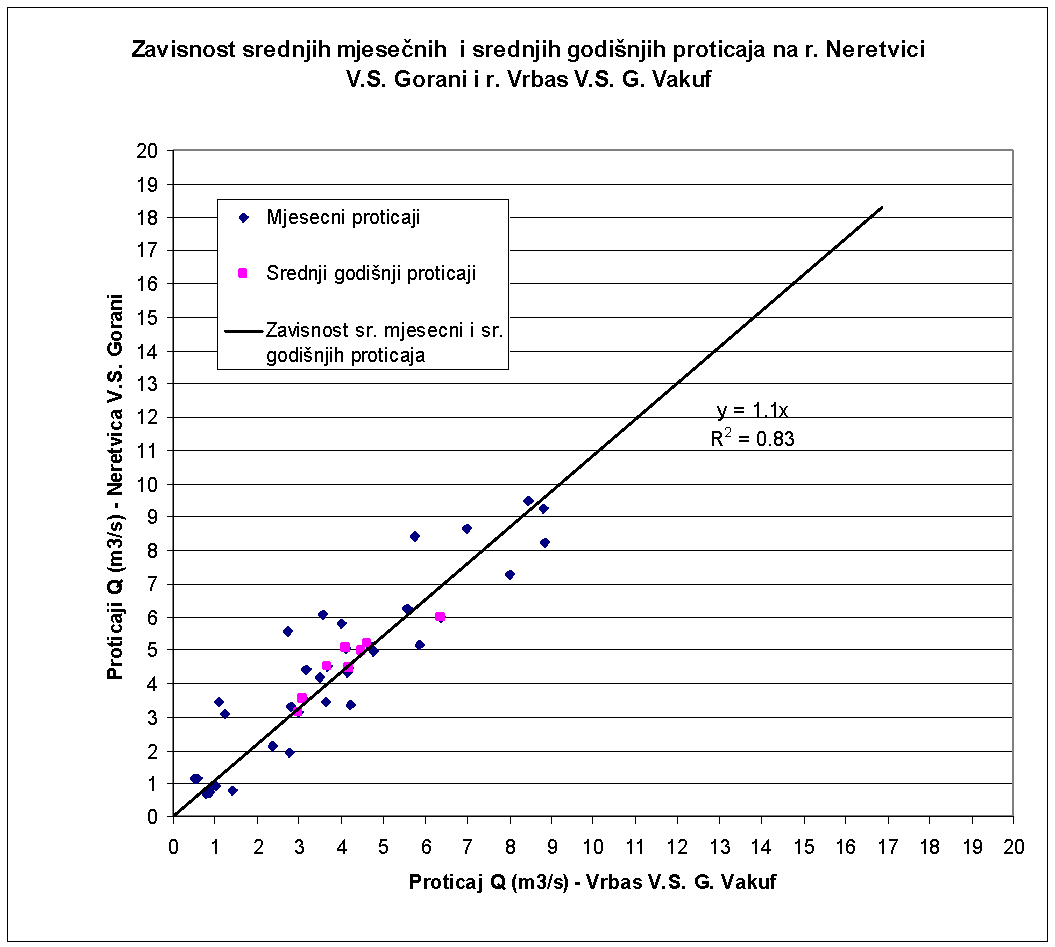 Zavisnost srednjih mjesečnih  i srednjih godišnjih proticaja na r. Neretvici
V.S. Gorani i r. Vrbas V.S. G. Vakuf
Proticaji Q (m3/s) - Neretvica V.S. Gorani
20
19
18
17
16
15
14
13
12
11
10
9
8
7
6
5
4
3
2
1
0
Mjesecni proticaji
Srednji godišnji proticaji
Zavisnost sr. mjesecni i sr.
godišnjih proticaja
y = 1.1x
R² = 0.83
0 1 2 3 4 5 6 7 8 9 10 11 12 13 14 15 16 17 18 19 20
Proticaj Q (m3/s) - Vrbas V.S. G. Vakuf